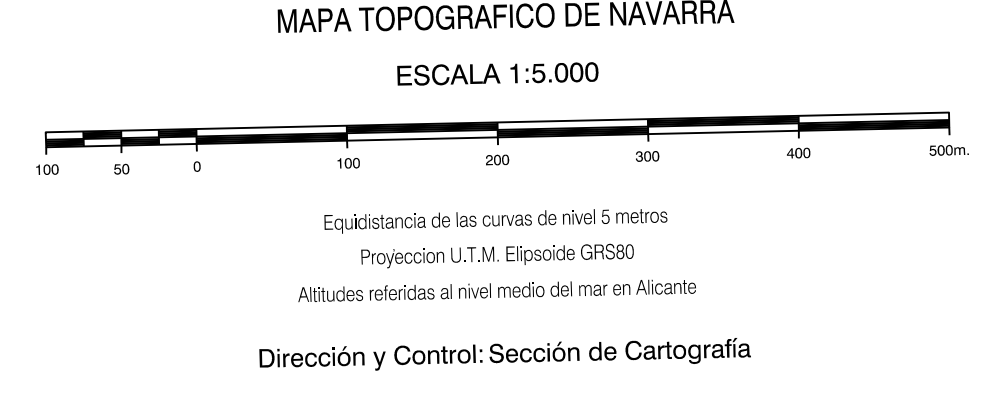 MAPA TOPOGRAFICO DE NAVARRA
ESCALA 1:5.000
100 50 0 100 200 300 400 500m.
Equidistancia de las curvas de nivel 5 metros
Proyeccion U.T.M. Elipsoide GRS80
Altitudes referidas al nivel medio del mar en Alicante
Dirección y Control: Sección de Cartografía